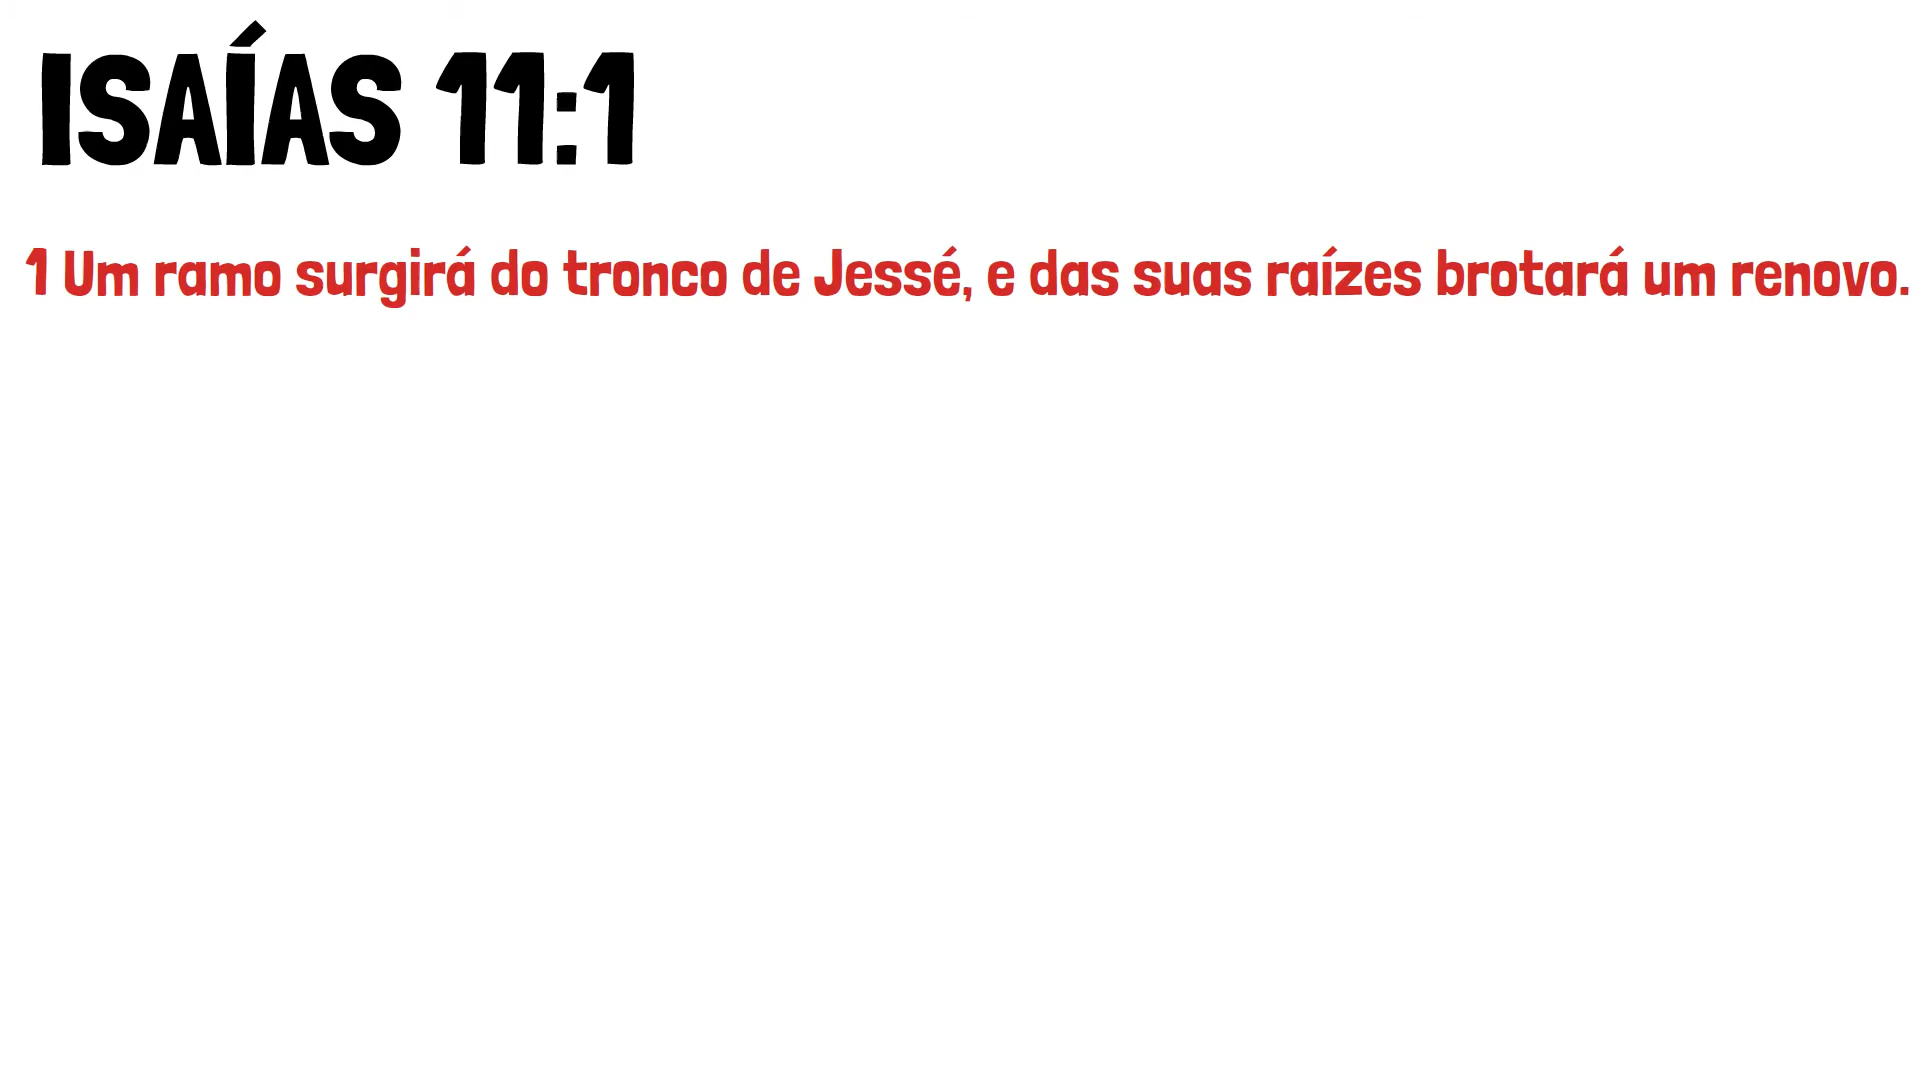 ISAÍAS 11:1
1 Um ramo surgirá do tronco de Jessé, e das suas raízes brotará um renovo.